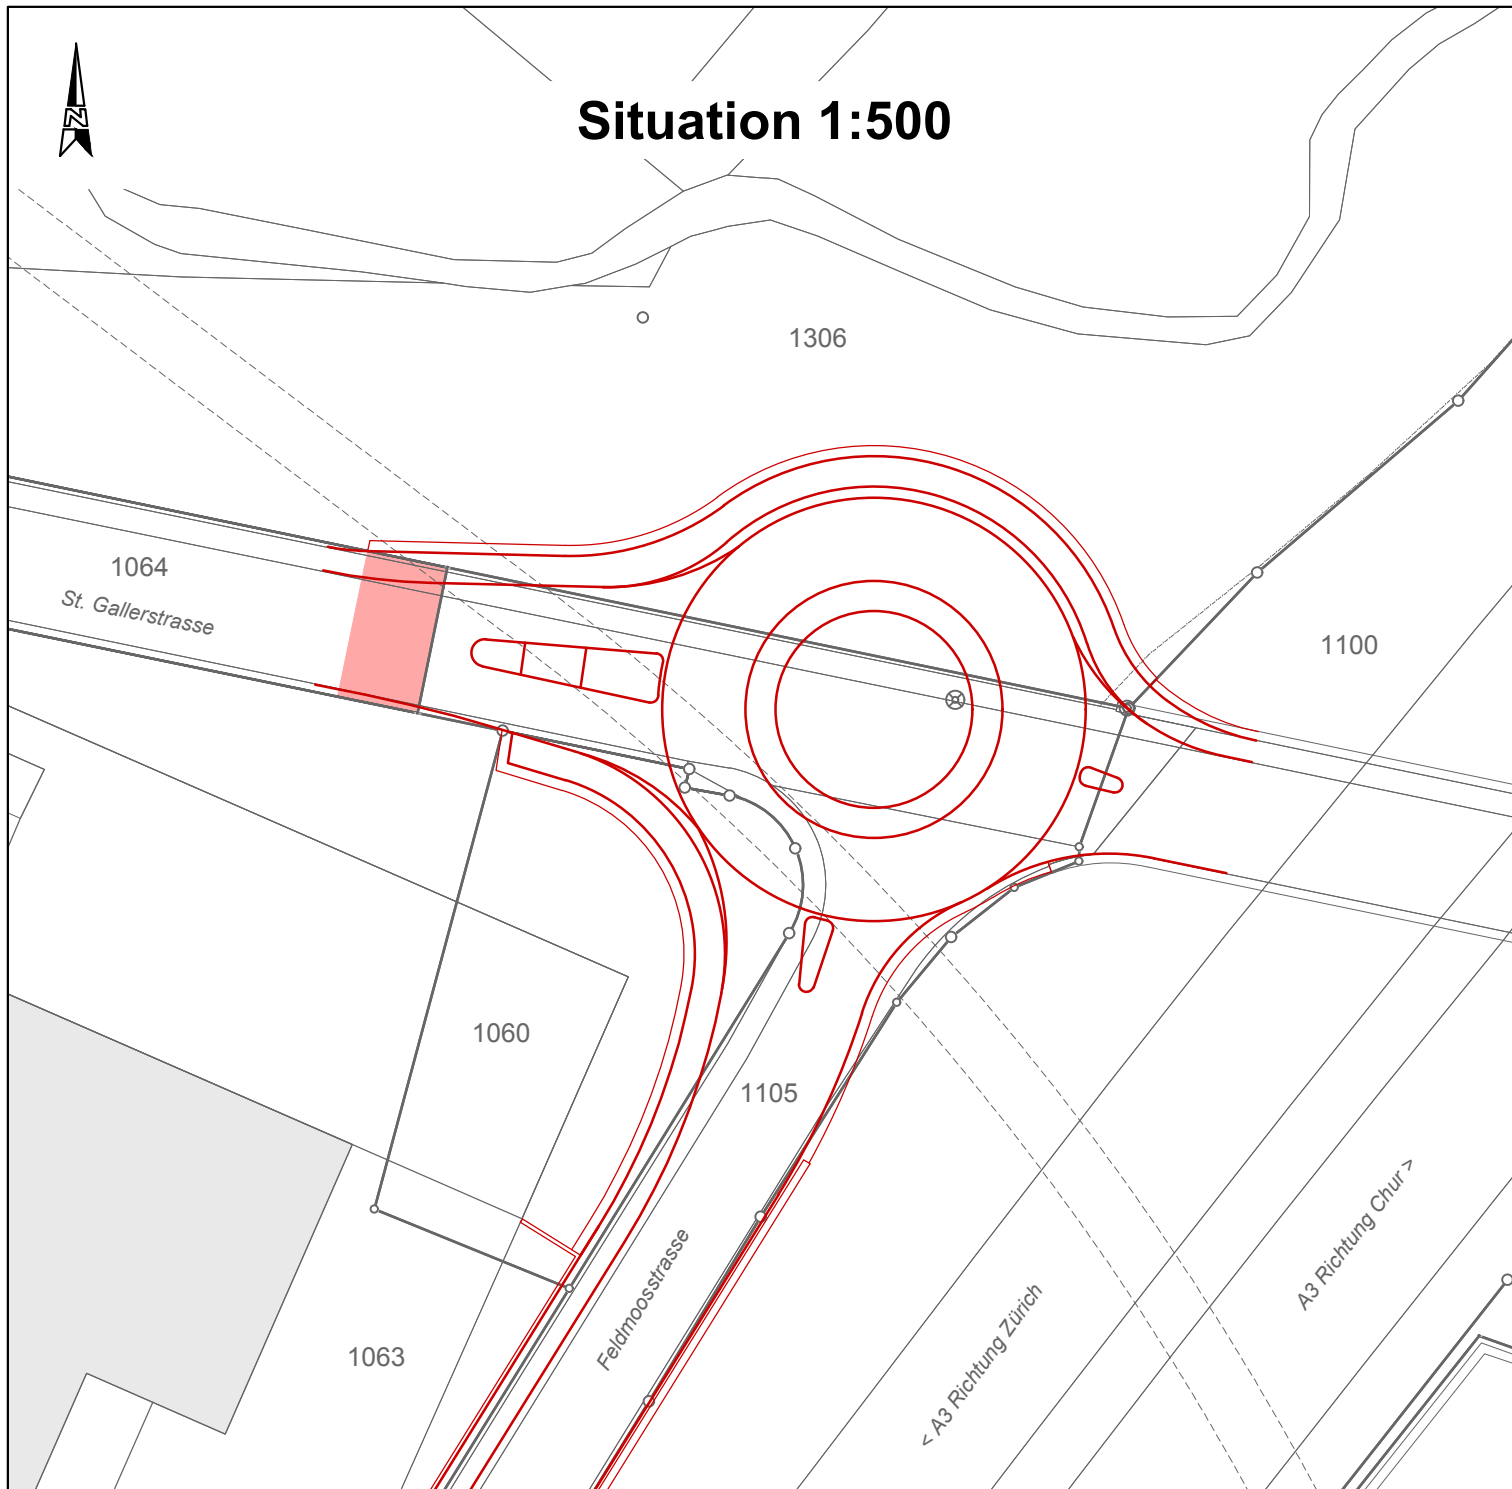 N
Situation 1:500
1306
1064
St. Gallerstrasse
1100
1060
1105
Feldmoosstrasse
A3 Richtung Chur >
< A3 Richtung Zürich
1063